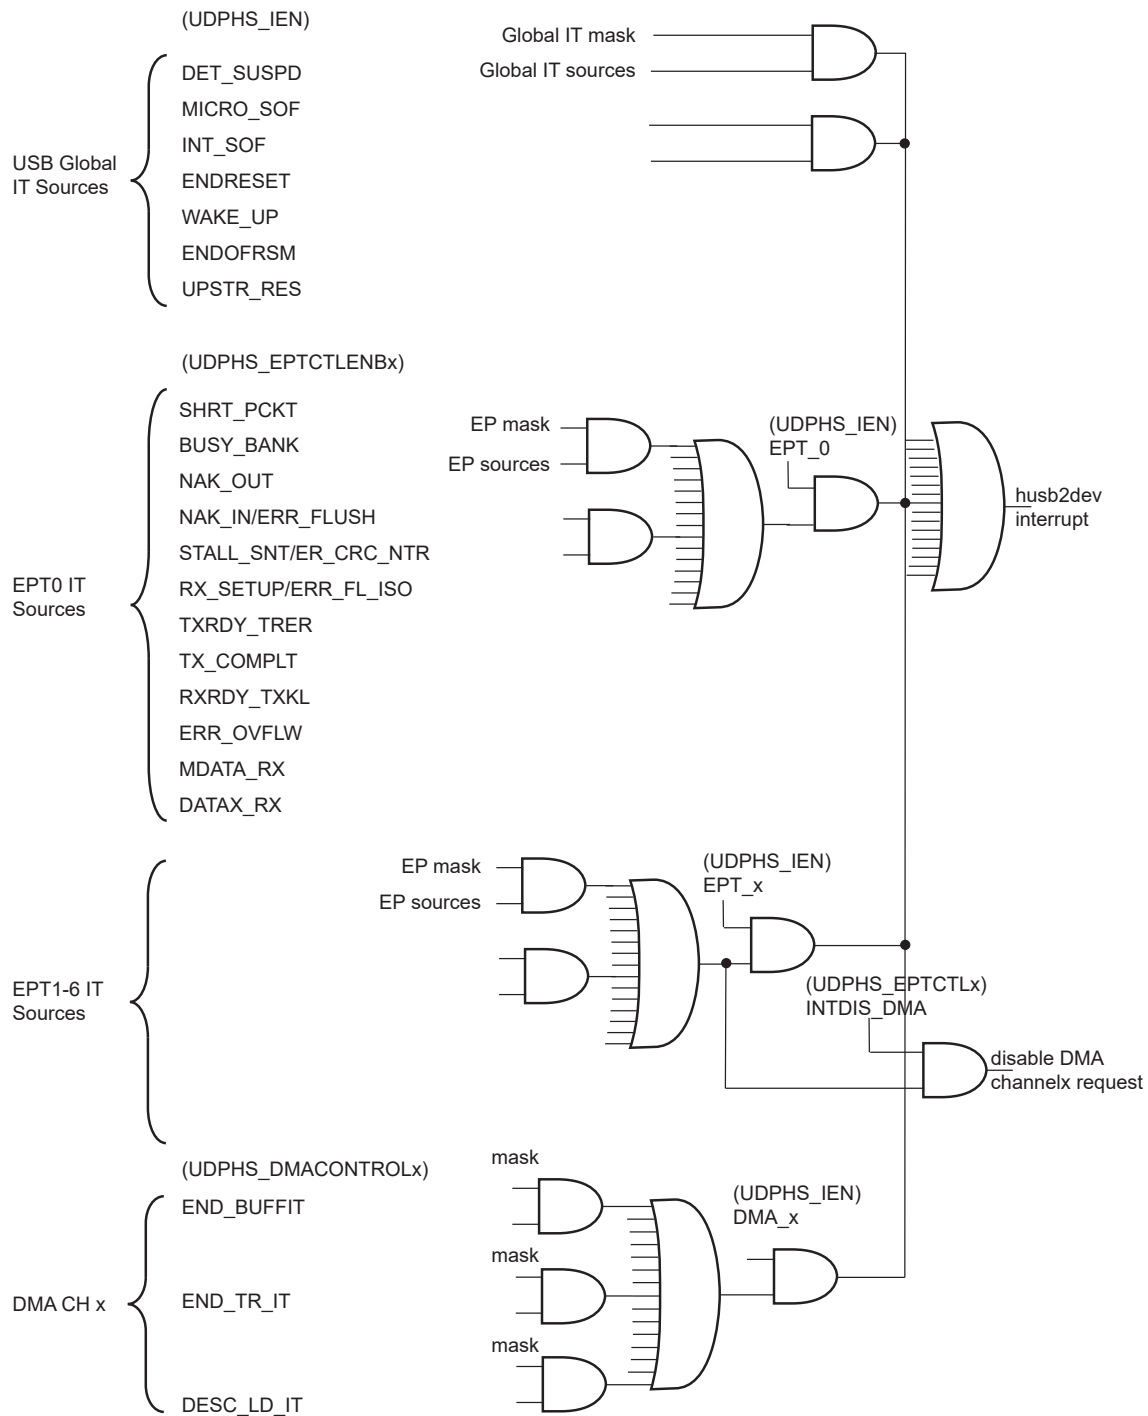 (UDPHS_IEN)
DET_SUSPD
MICRO_SOF
INT_SOF
ENDRESET
WAKE_UP
ENDOFRSM
UPSTR_RES
USB Global
IT Sources
Global IT mask
Global IT sources
(UDPHS_EPTCTLENBx)
SHRT_PCKT
BUSY_BANK
NAK_OUT
NAK_IN/ERR_FLUSH
STALL_SNT/ER_CRC_NTR
RX_SETUP/ERR_FL_ISO
TXRDY_TRER
TX_COMPLT
RXRDY_TXKL
ERR_OVFLW
MDATA_RX
DATAX_RX
EPT0 IT
Sources
EP mask
EP sources
(UDPHS_IEN)
EPT_0
husb2dev
interrupt
EPT1-6 IT
Sources
EP mask
EP sources
(UDPHS_IEN)
EPT_x
(UDPHS_EPTCTLx)
INTDIS_DMA
disable DMA
channelx request
(UDPHS_DMACONTROLx)
END_BUFFIT
END_TR_IT
DESC_LD_IT
DMA CH x
mask
mask
mask
(UDPHS_IEN)
DMA_x